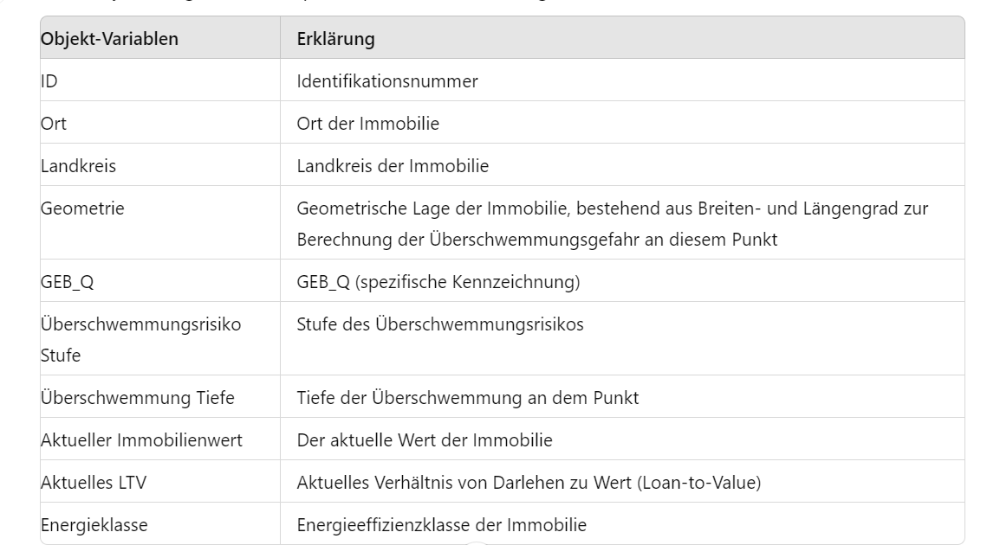 Objekt-Variablen Erklärung
ID Identifikationsnummer
Ort Ort der Immobilie
Landkreis Landkreis der Immobilie
Geometrie Geometrische Lage der Immobilie, bestehend aus Breiten- und Längengrad zur
Berechnung der Überschwemmungsgefahr an diesem Punkt
GEB_Q GEB_Q (spezifische Kennzeichnung)
Überschwemmungsrisiko Stufe des Überschwemmungsrisikos
Stufe
Überschwemmung Tiefe Tiefe der Überschwemmung an dem Punkt
Aktueller Immobilienwert Der aktuelle Wert der Immobilie
Aktuelles LTV Aktuelles Verhältnis von Darlehen zu Wert (Loan-to-Value)
Energieklasse Energieeffizienzklasse der Immobilie